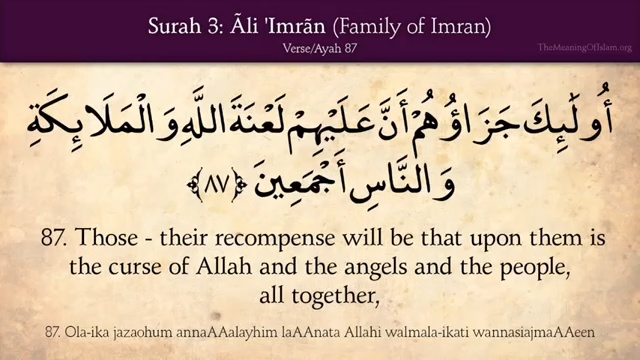 Surah 3: Ãli 'Imrãn (Family of Imran)
Verse/Ayah 87
TheMeaningOfIslam.org
أُولَٰئِكَ جَزَاؤُهُمْ أَنَّ عَلَيْهِمْ لَعْنَةَ اللَّهِ وَالْمَلَائِكَةِ
وَالنَّاسِ أَجْمَعِينَ ﴿٨٧﴾
87. Those - their recompense will be that upon them is
the curse of Allah and the angels and the people,
all together,
87. Ola-ika jazaohum annaAAalayhim laAAnata Allahi walmala-ikati wannasiajmaAAeen